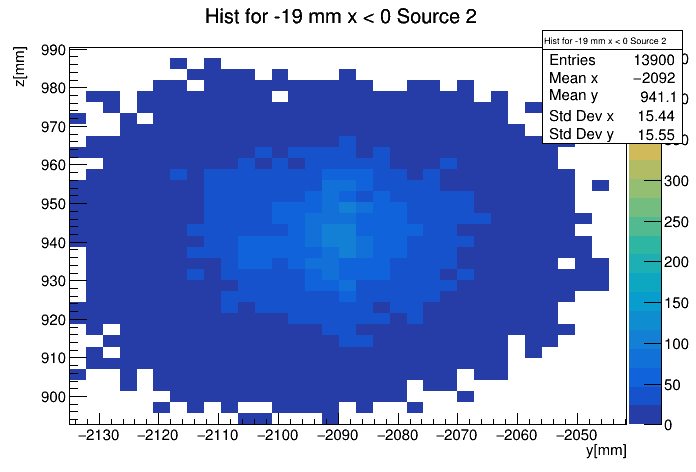 Hist for -19 mm x < 0 Source 2
Hist for -19 mm x < 0 Source 2
Entries 13900
Mean x −2092
Mean y 941.1
Std Dev x 15.44
Std Dev y 15.55
z[mm]
990
980
970
960
950
940
930
920
910
900
350
300
250
200
150
100
50
0
−2130 −2120 −2110 −2100 −2090 −2080 −2070 −2060 −2050
y[mm]